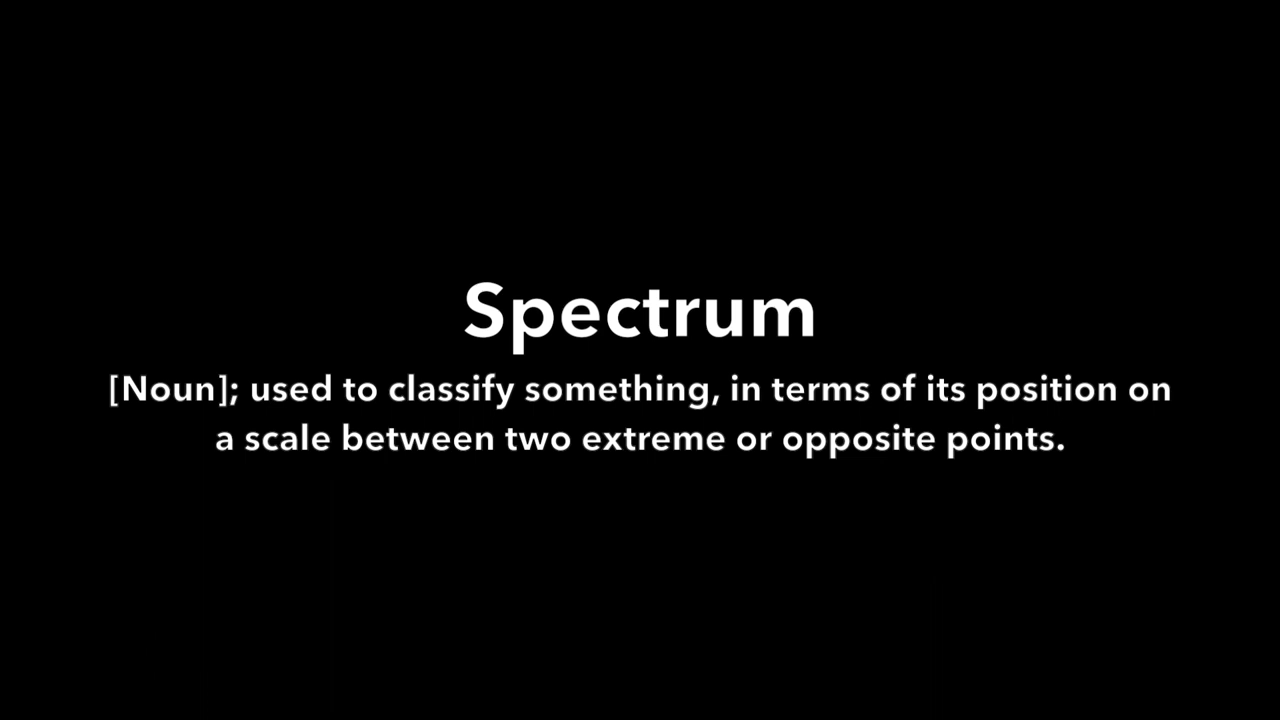 Spectrum
[Noun]; used to classify something, in terms of its position on
a scale between two extreme or opposite points.